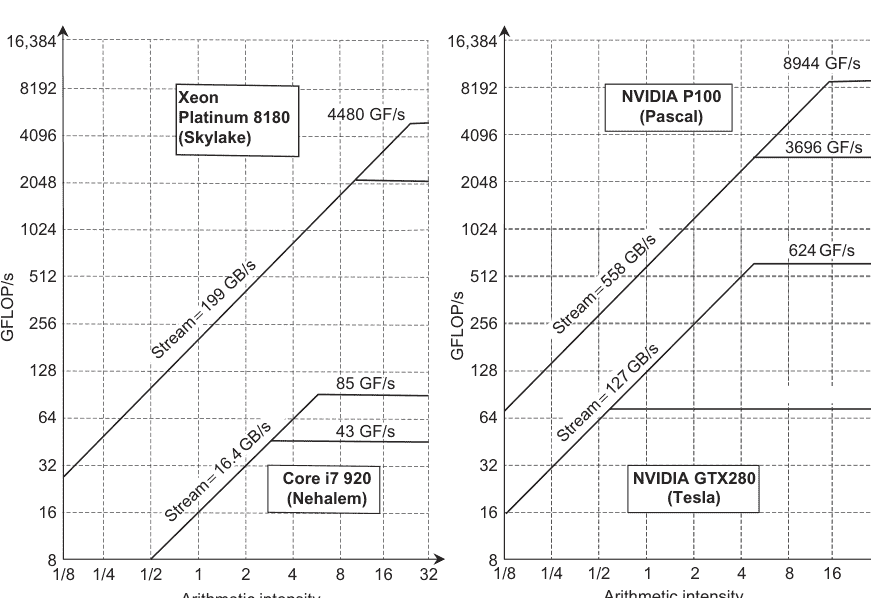 16,384
8192
4096
2048
1024
512
256
128
64
32
16
8
GFLOP/s
Xeon
Platinum 8180
(Skylake)
4480 GF/s
Stream = 199 GB/s
85 GF/s
43 GF/s
Stream = 16.4 GB/s
Core i7 920
(Nehalem)
1/8 1/4 1/2 1 2 4 8 16 32
Arithmetic intensity
16,384
8192
4096
2048
1024
512
256
128
64
32
16
8
GFLOP/s
8944 GF/s
NVIDIA P100
(Pascal)
3696 GF/s
Stream = 558 GB/s
624 GF/s
Stream = 127 GB/s
NVIDIA GTX280
(Tesla)
1/8 1/4 1/2 1 2 4 8 16
Arithmetic intensity